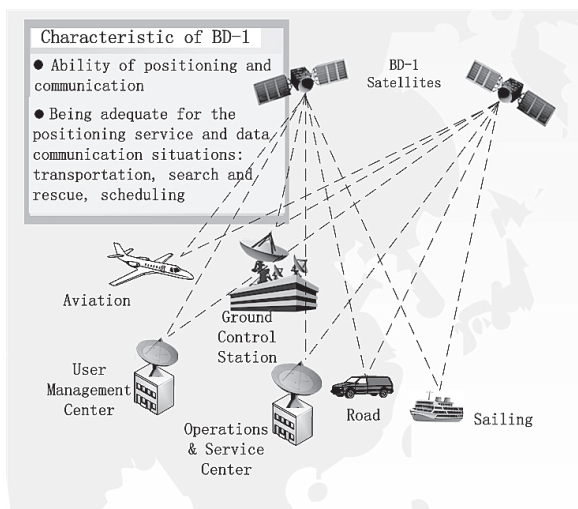 Characteristic of BD-1
● Ability of positioning and
communication
● Being adequate for the
positioning service and data
communication situations:
transportation, search and
rescue, scheduling
BD-1
Satellites
Aviation
Ground
Control
Station
User
Management
Center
Operations
& Service
Center
Road
Sailing